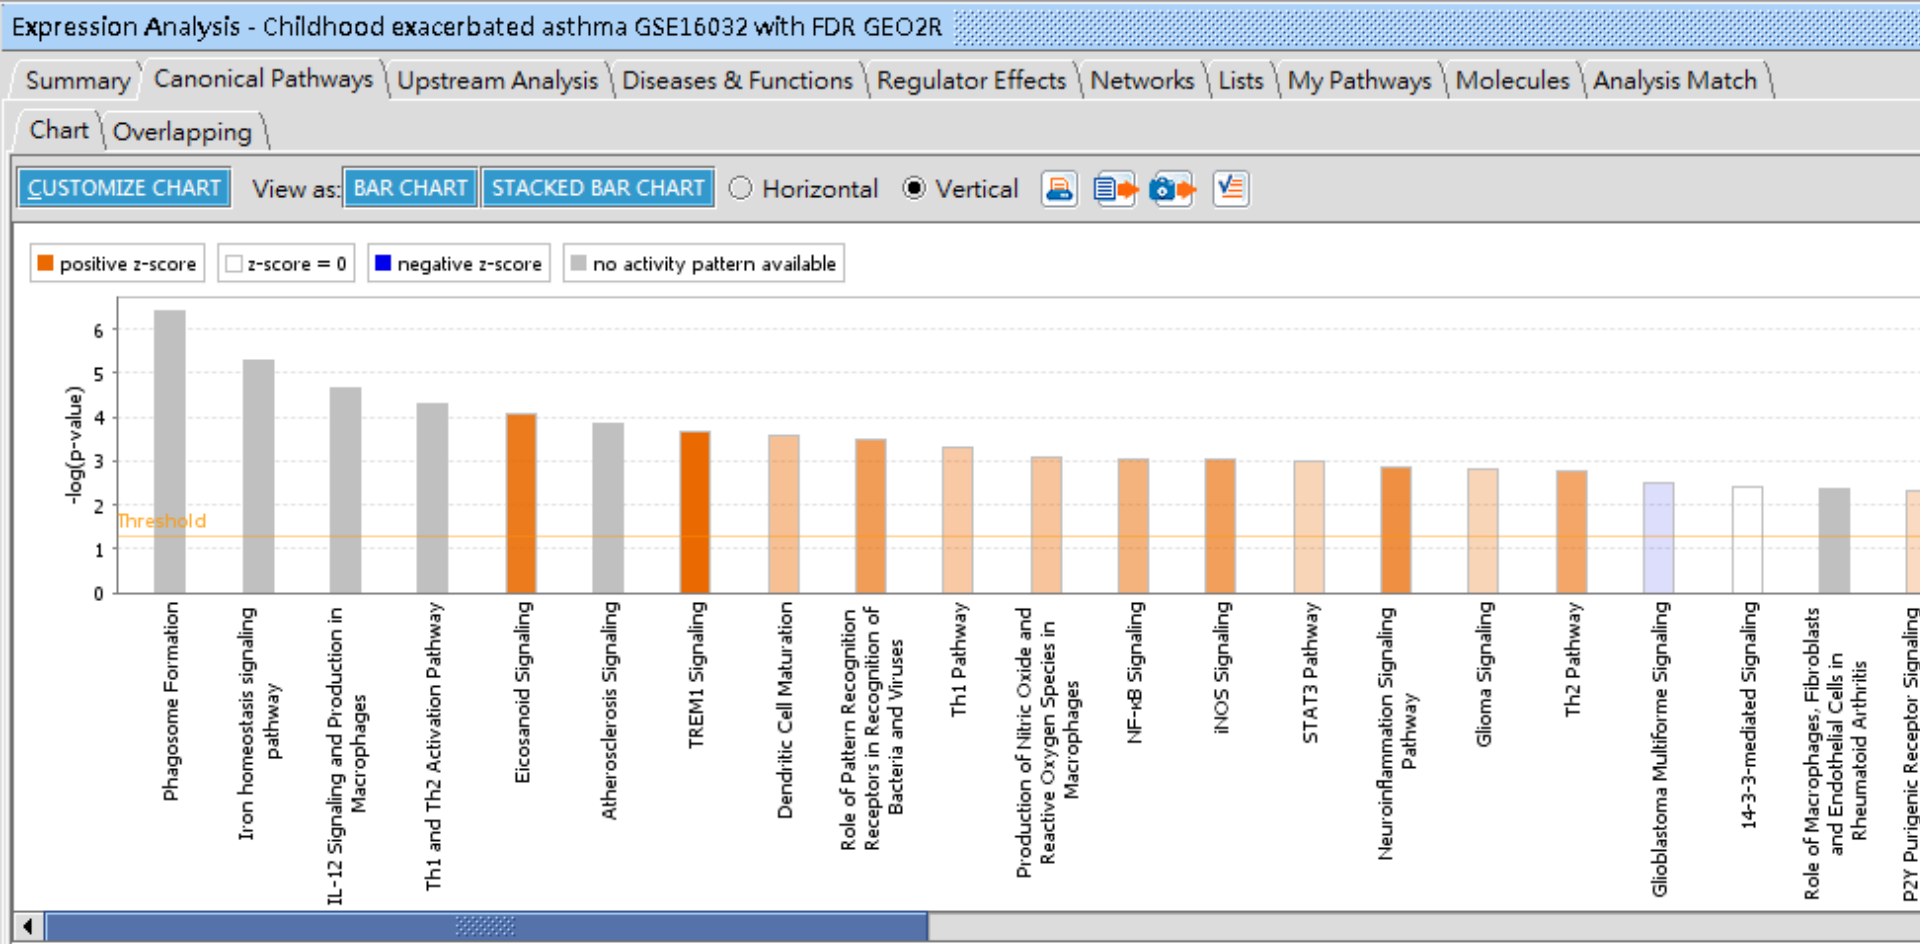 Expression Analysis - Childhood exacerbated asthma GSE16032 with FDR GEO2R
Summary Canonical Pathways Upstream Analysis Diseases & Functions Regulator Effects Networks Lists My Pathways Molecules Analysis Match
Chart Overlapping
CUSTOMIZE CHART View as: BAR CHART STACKED BAR CHART Horizontal Vertical
positive z-score z-score = 0 negative z-score no activity pattern available
-log(p-value)
6
5
4
3
2
1
0
Threshold
Phagosome Formation
Iron homeostasis signaling
pathway
IL-12 Signaling and Production in
Macrophages
Th1 and Th2 Activation Pathway
Eicosanoid Signaling
Atherosclerosis Signaling
TREM1 Signaling
Dendritic Cell Maturation
Role of Pattern Recognition
Receptors in Recognition of
Bacteria and Viruses
Th1 Pathway
Production of Nitric Oxide and
Reactive Oxygen Species in
Macrophages
NF-κB Signaling
iNOS Signaling
STAT3 Pathway
Neuroinflammation Signaling
Pathway
Glioma Signaling
Th2 Pathway
Glioblastoma Multiforme Signaling
14-3-3-mediated Signaling
Role of Macrophages, Fibroblasts
and Endothelial Cells in
Rheumatoid Arthritis
P2Y Purigenic Receptor Signaling